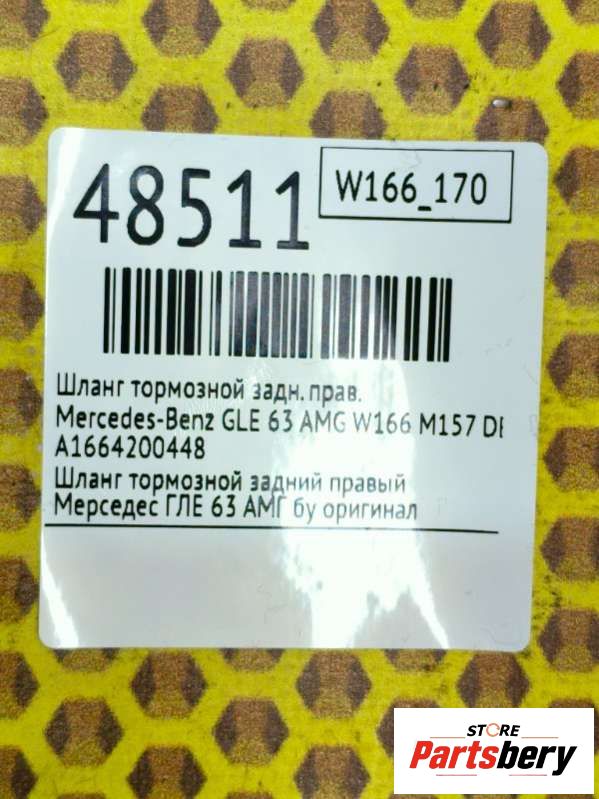 48511
W166_170
Шланг тормозной задн. прав.
Mercedes-Benz GLE 63 AMG W166 M157 DE
A1664200448
Шланг тормозной задний правый
Мерседес ГЛЕ 63 АМГ бу оригинал
STORE
Partsbery